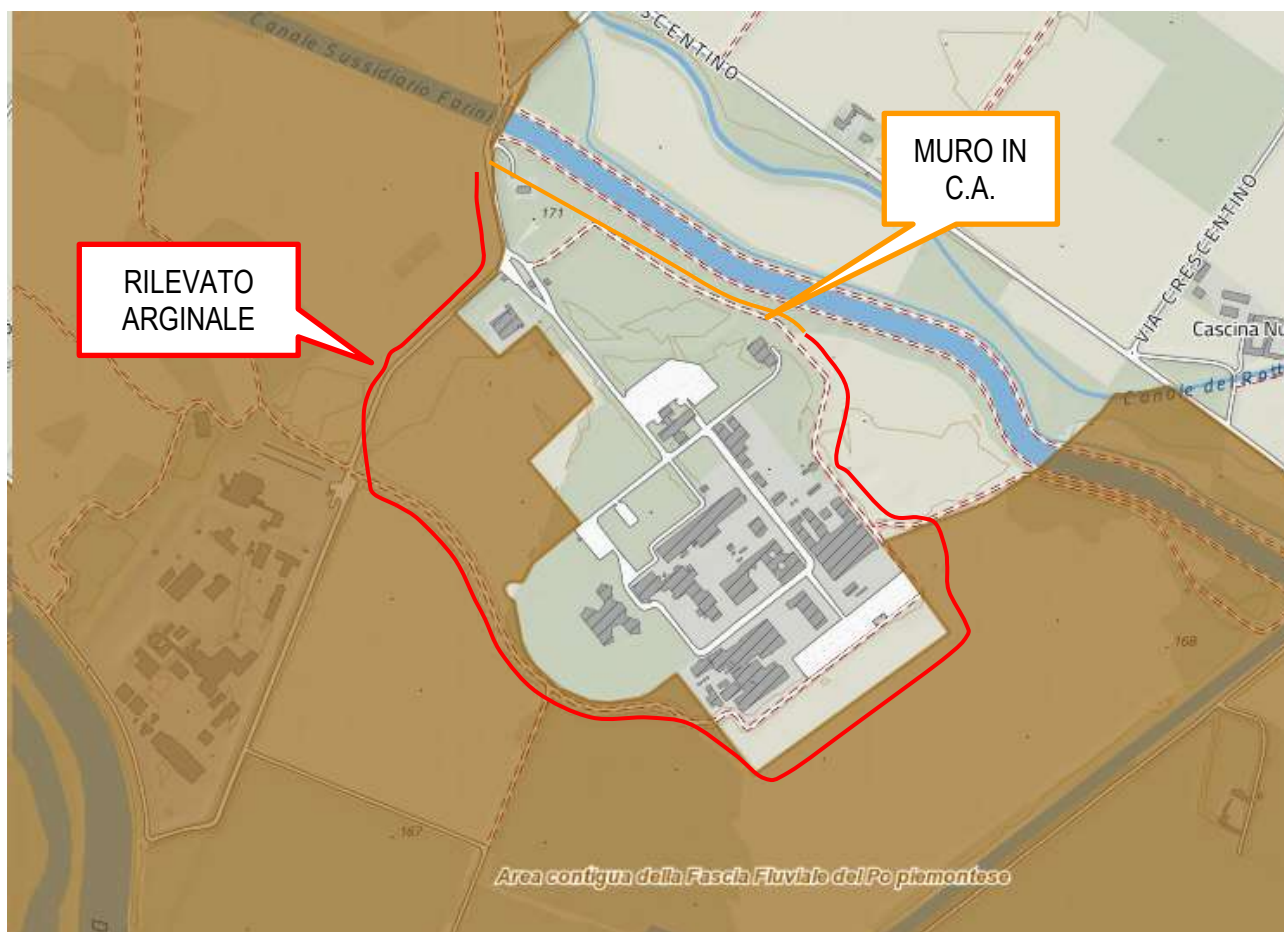 Canale Sussidiario Farini
SCENTINO
MURO IN
C.A.
171
RILEVATO
ARGINALE
VIA CRESCENTINO
Cascina Nu
Canale del Rott
168
167
Area contigua della Fascia Fluviale del Po piemontese